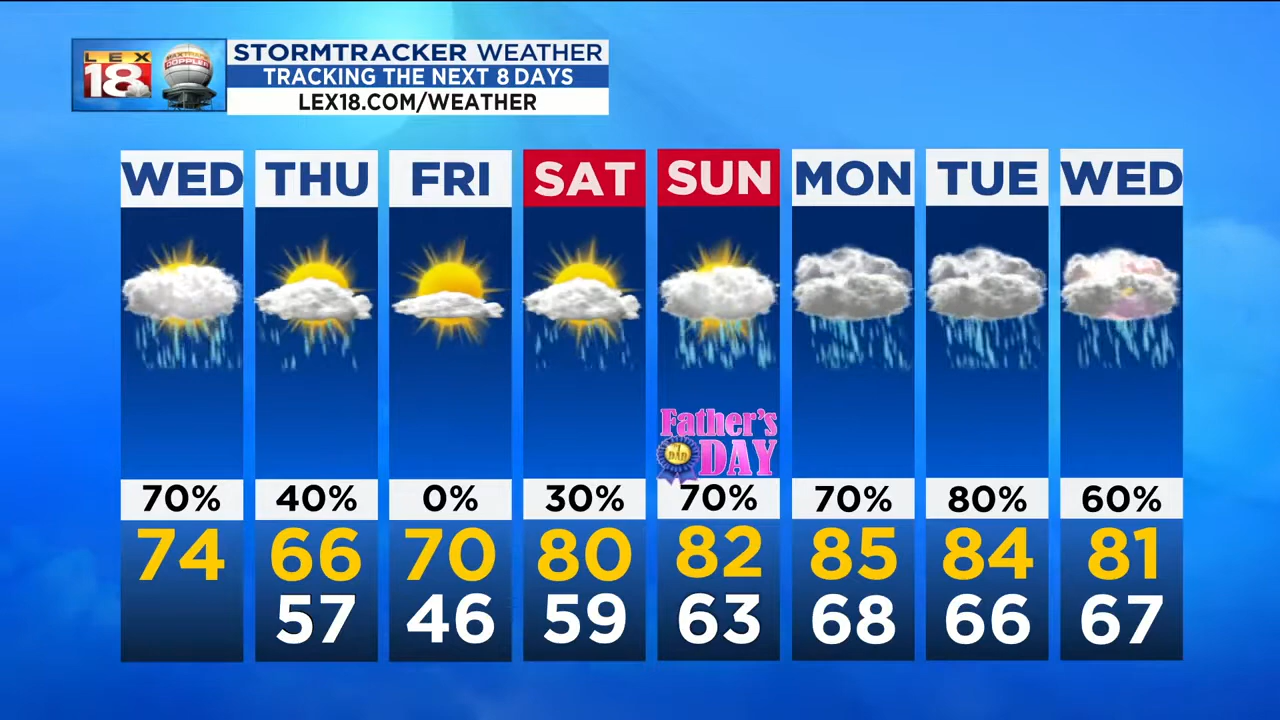 LEX
18
DOPPLER
STORMTRACKER WEATHER
TRACKING THE NEXT 8 DAYS
LEX18.COM/WEATHER
WED THU FRI SAT SUN MON TUE WED
Father's
DAY
DAD
70% 40% 0% 30% 70% 70% 80% 60%
74 66 70 80 82 85 84 81
57 46 59 63 68 66 67